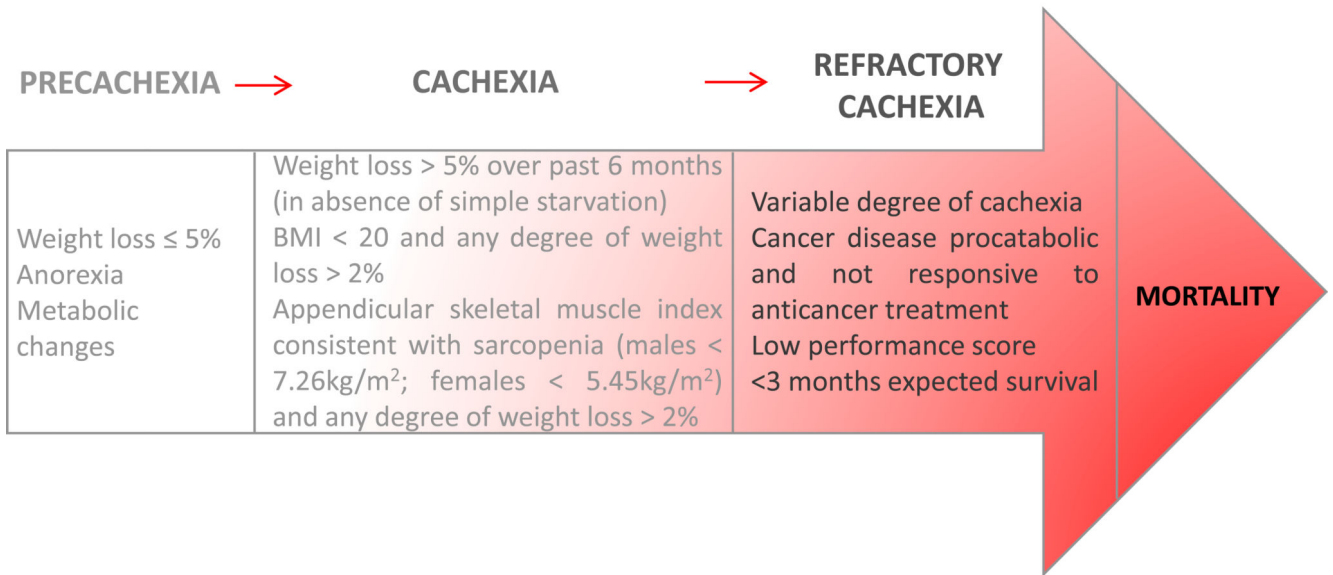 PRECACHEXIA
CACHEXIA
REFRACTORY
CACHEXIA
Weight loss ≤ 5%
Anorexia
Metabolic
changes
Weight loss > 5% over past 6 months
(in absence of simple starvation)
BMI < 20 and any degree of weight
loss > 2%
Appendicular skeletal muscle index
consistent with sarcopenia (males <
7.26kg/m²; females < 5.45kg/m²)
and any degree of weight loss > 2%
Variable degree of cachexia
Cancer disease procatabolic
and not responsive to
anticancer treatment
Low performance score
<3 months expected survival
MORTALITY